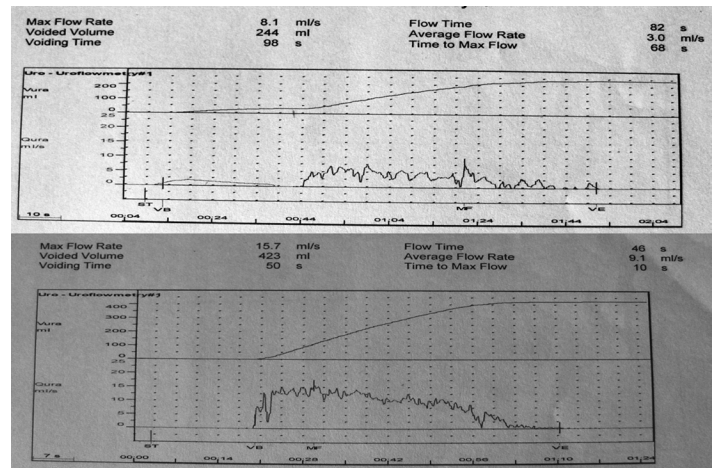 Max Flow Rate 8.1 ml/s Flow Time 82 s
Voided Volume 244 ml Average Flow Rate 3.0 ml/s
Voiding Time 98 s Time to Max Flow 68 s
Uro - Uroflowmetry#1
Vura
ml
200
100
0
25
Qura
ml/s
20
15
10
5
0
ST VB MF VE
10 s 00:04 00:24 00:44 01:04 01:24 01:44 02:04
Max Flow Rate 15.7 ml/s Flow Time 46 s
Voided Volume 423 ml Average Flow Rate 9.1 ml/s
Voiding Time 50 s Time to Max Flow 10 s
Uro - Uroflowmetry#
400
300
Vura
ml
200
100
0
25
20
Qura
ml/s
15
10
5
0
ST VB MF VE
7 s 00:00 00:14 00:28 00:42 00:56 01:10 01:24